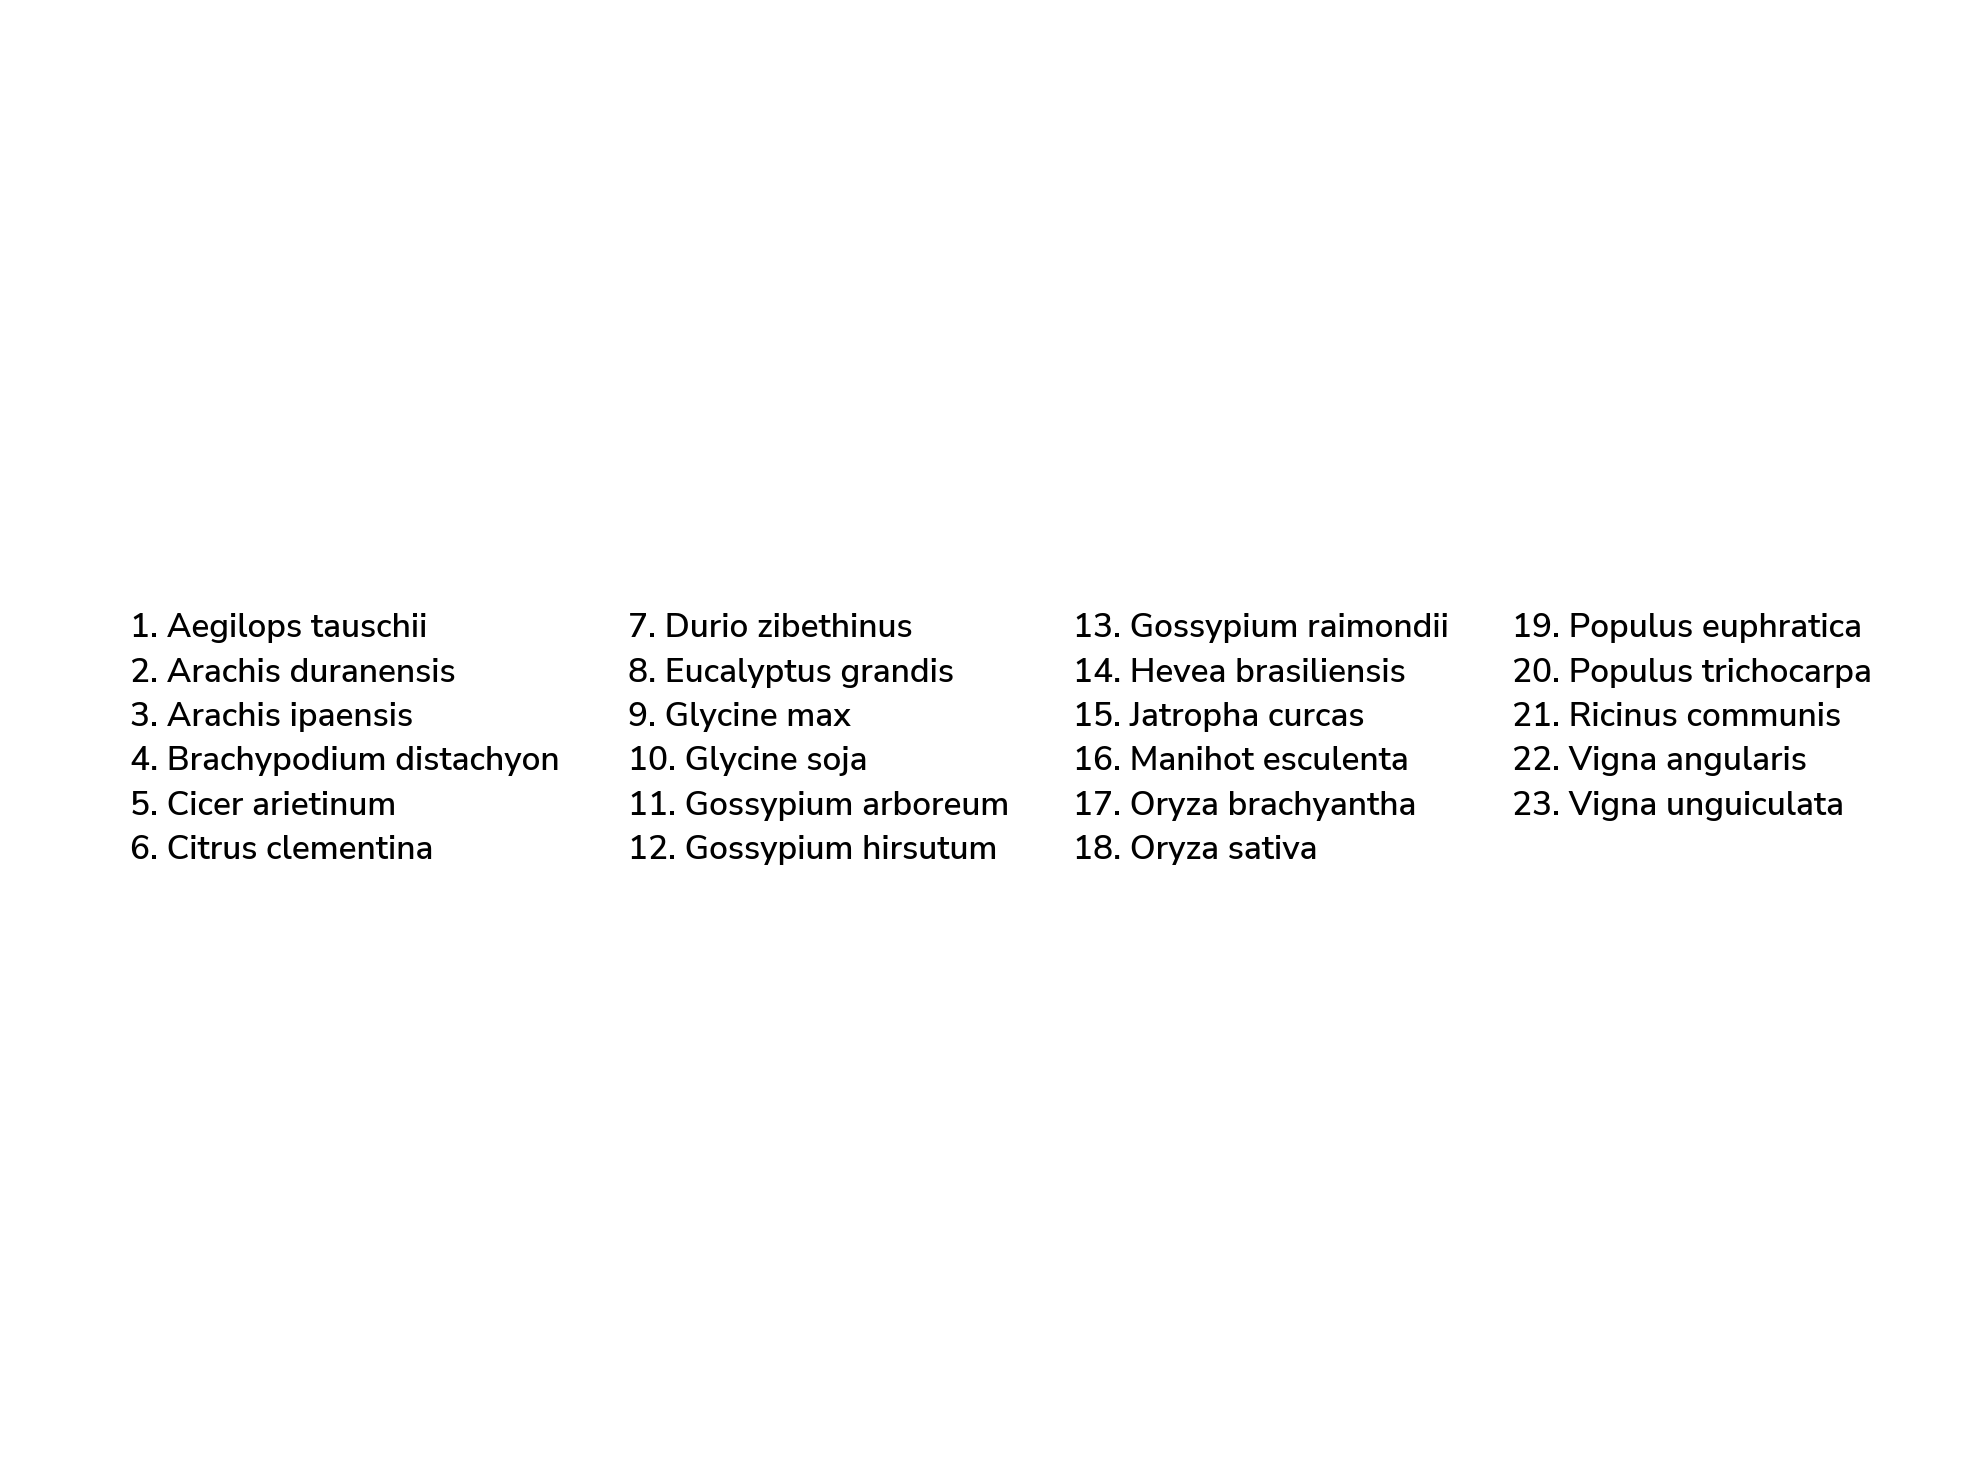 1. Aegilops tauschii
2. Arachis duranensis
3. Arachis ipaensis
4. Brachypodium distachyon
5. Cicer arietinum
6. Citrus clementina
7. Durio zibethinus
8. Eucalyptus grandis
9. Glycine max
10. Glycine soja
11. Gossypium arboreum
12. Gossypium hirsutum
13. Gossypium raimondii
14. Hevea brasiliensis
15. Jatropha curcas
16. Manihot esculenta
17. Oryza brachyantha
18. Oryza sativa
19. Populus euphratica
20. Populus trichocarpa
21. Ricinus communis
22. Vigna angularis
23. Vigna unguiculata